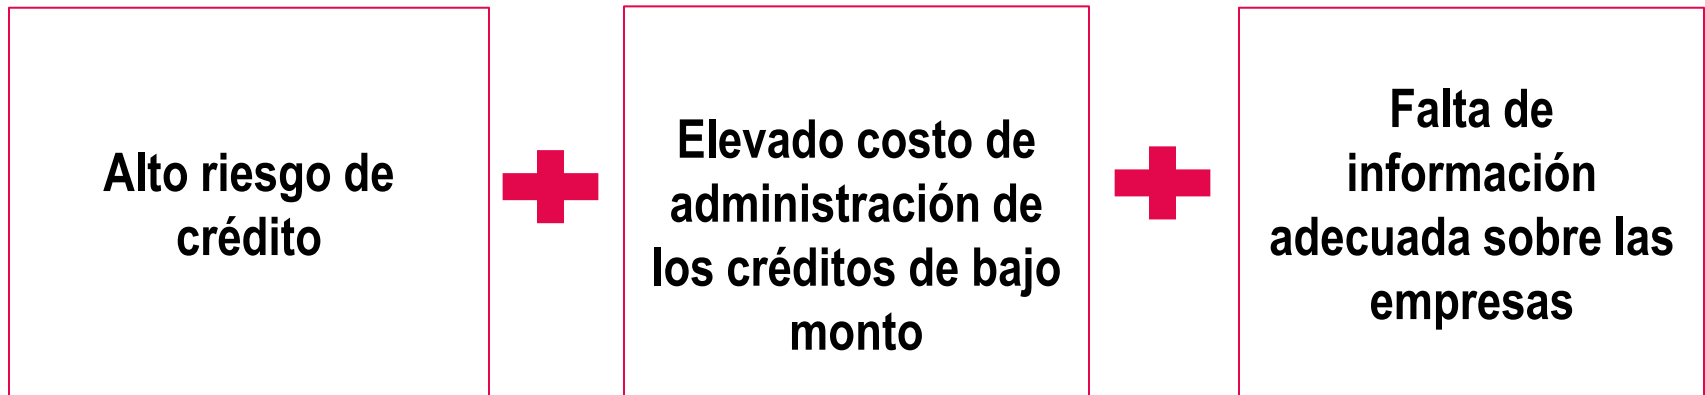 Alto riesgo de
crédito
Elevado costo de
administración de
los créditos de bajo
monto
Falta de
información
adecuada sobre las
empresas